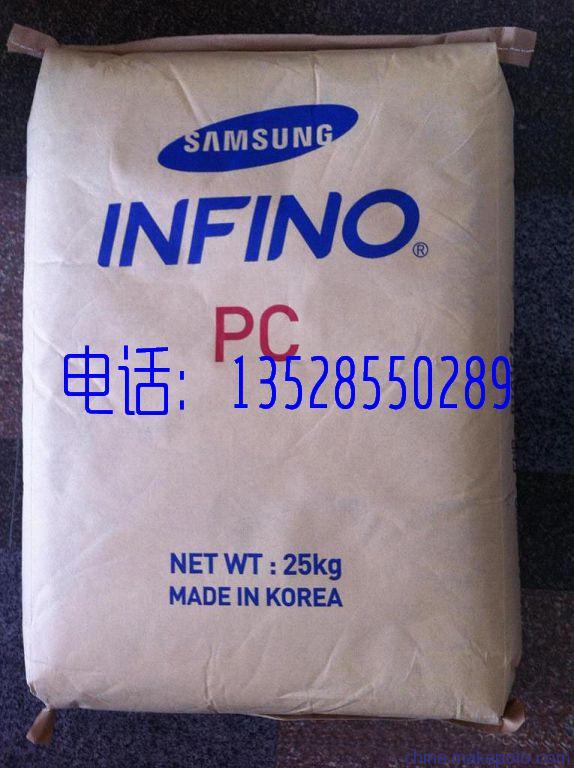 SAMSUNG
INFINO®
PC
电话: 13528550289
NET WT : 25kg
MADE IN KOREA
china.makepolo.com